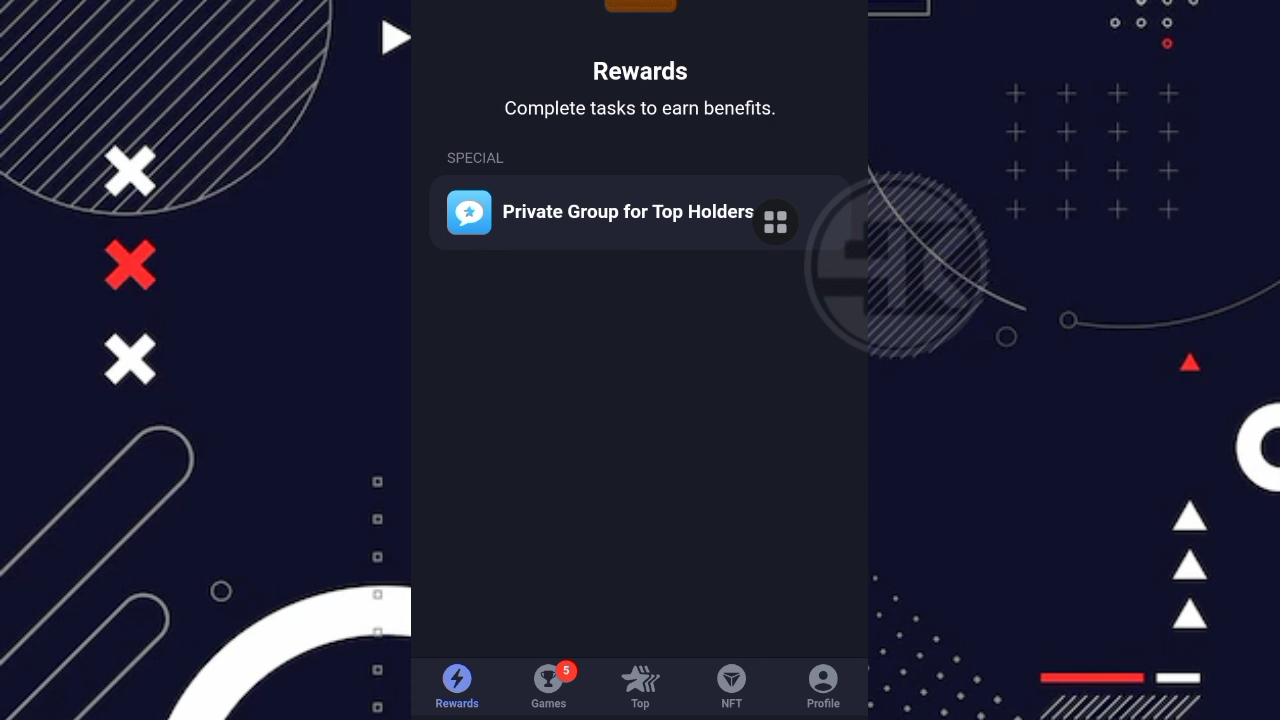 Rewards
Complete tasks to earn benefits.
SPECIAL
Private Group for Top Holders
5
Rewards
Games
Top
NFT
Profile